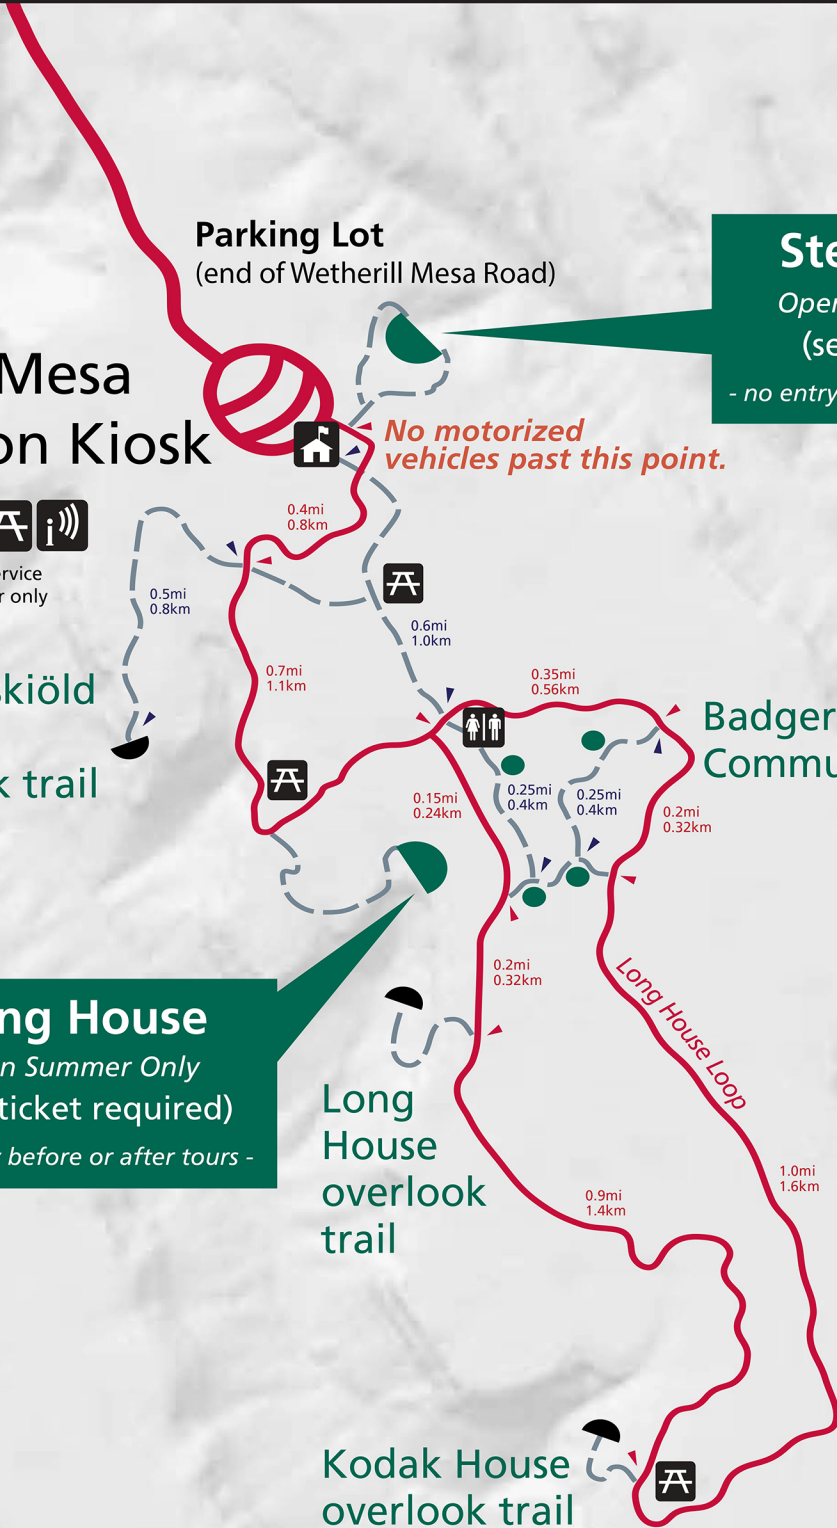 Parking Lot
(end of Wetherill Mesa Road)
Ste
Open
(se
- no entry
Mesa
on Kiosk
No motorized
vehicles past this point.
0.4mi
0.8km
i
rvice
r only
0.5mi
0.8km
0.6mi
1.0km
skiöld
k trail
0.7mi
1.1km
0.35mi
0.56km
Badger
Commu
0.15mi
0.24km
0.25mi
0.4km
0.25mi
0.4km
0.2mi
0.32km
0.2mi
0.32km
Long House Loop
ng House
n Summer Only
ticket required)
before or after tours -
Long
House
overlook
trail
1.0mi
1.6km
0.9mi
1.4km
Kodak House
overlook trail